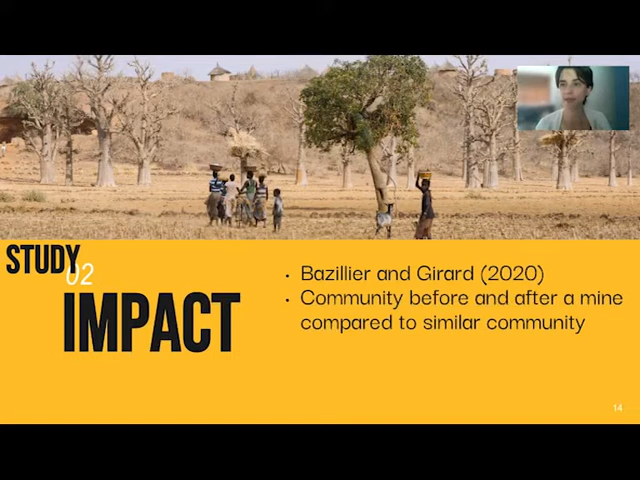 STUDY
02
IMPACT
• Bazillier and Girard (2020)
• Community before and after a mine
compared to similar community
14